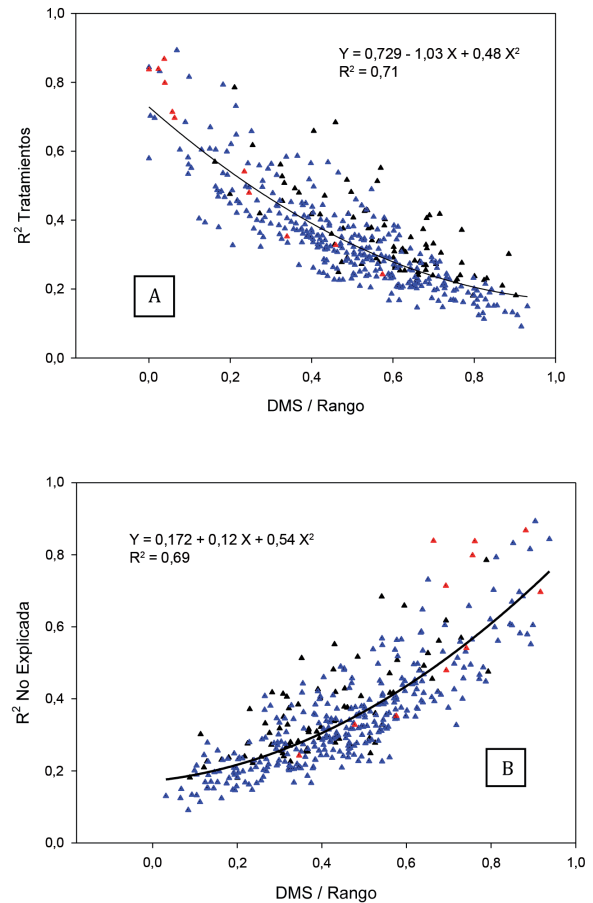 1,0
0,8
0,6
0,4
0,2
0,0
R² Tratamientos
Y = 0,729 - 1,03 X + 0,48 X²
R² = 0,71
A
0,0 0,2 0,4 0,6 0,8 1,0
DMS / Rango
1,0
0,8
0,6
0,4
0,2
0,0
R² No Explicada
Y = 0,172 + 0,12 X + 0,54 X²
R² = 0,69
B
0,0 0,2 0,4 0,6 0,8 1,0
DMS / Rango